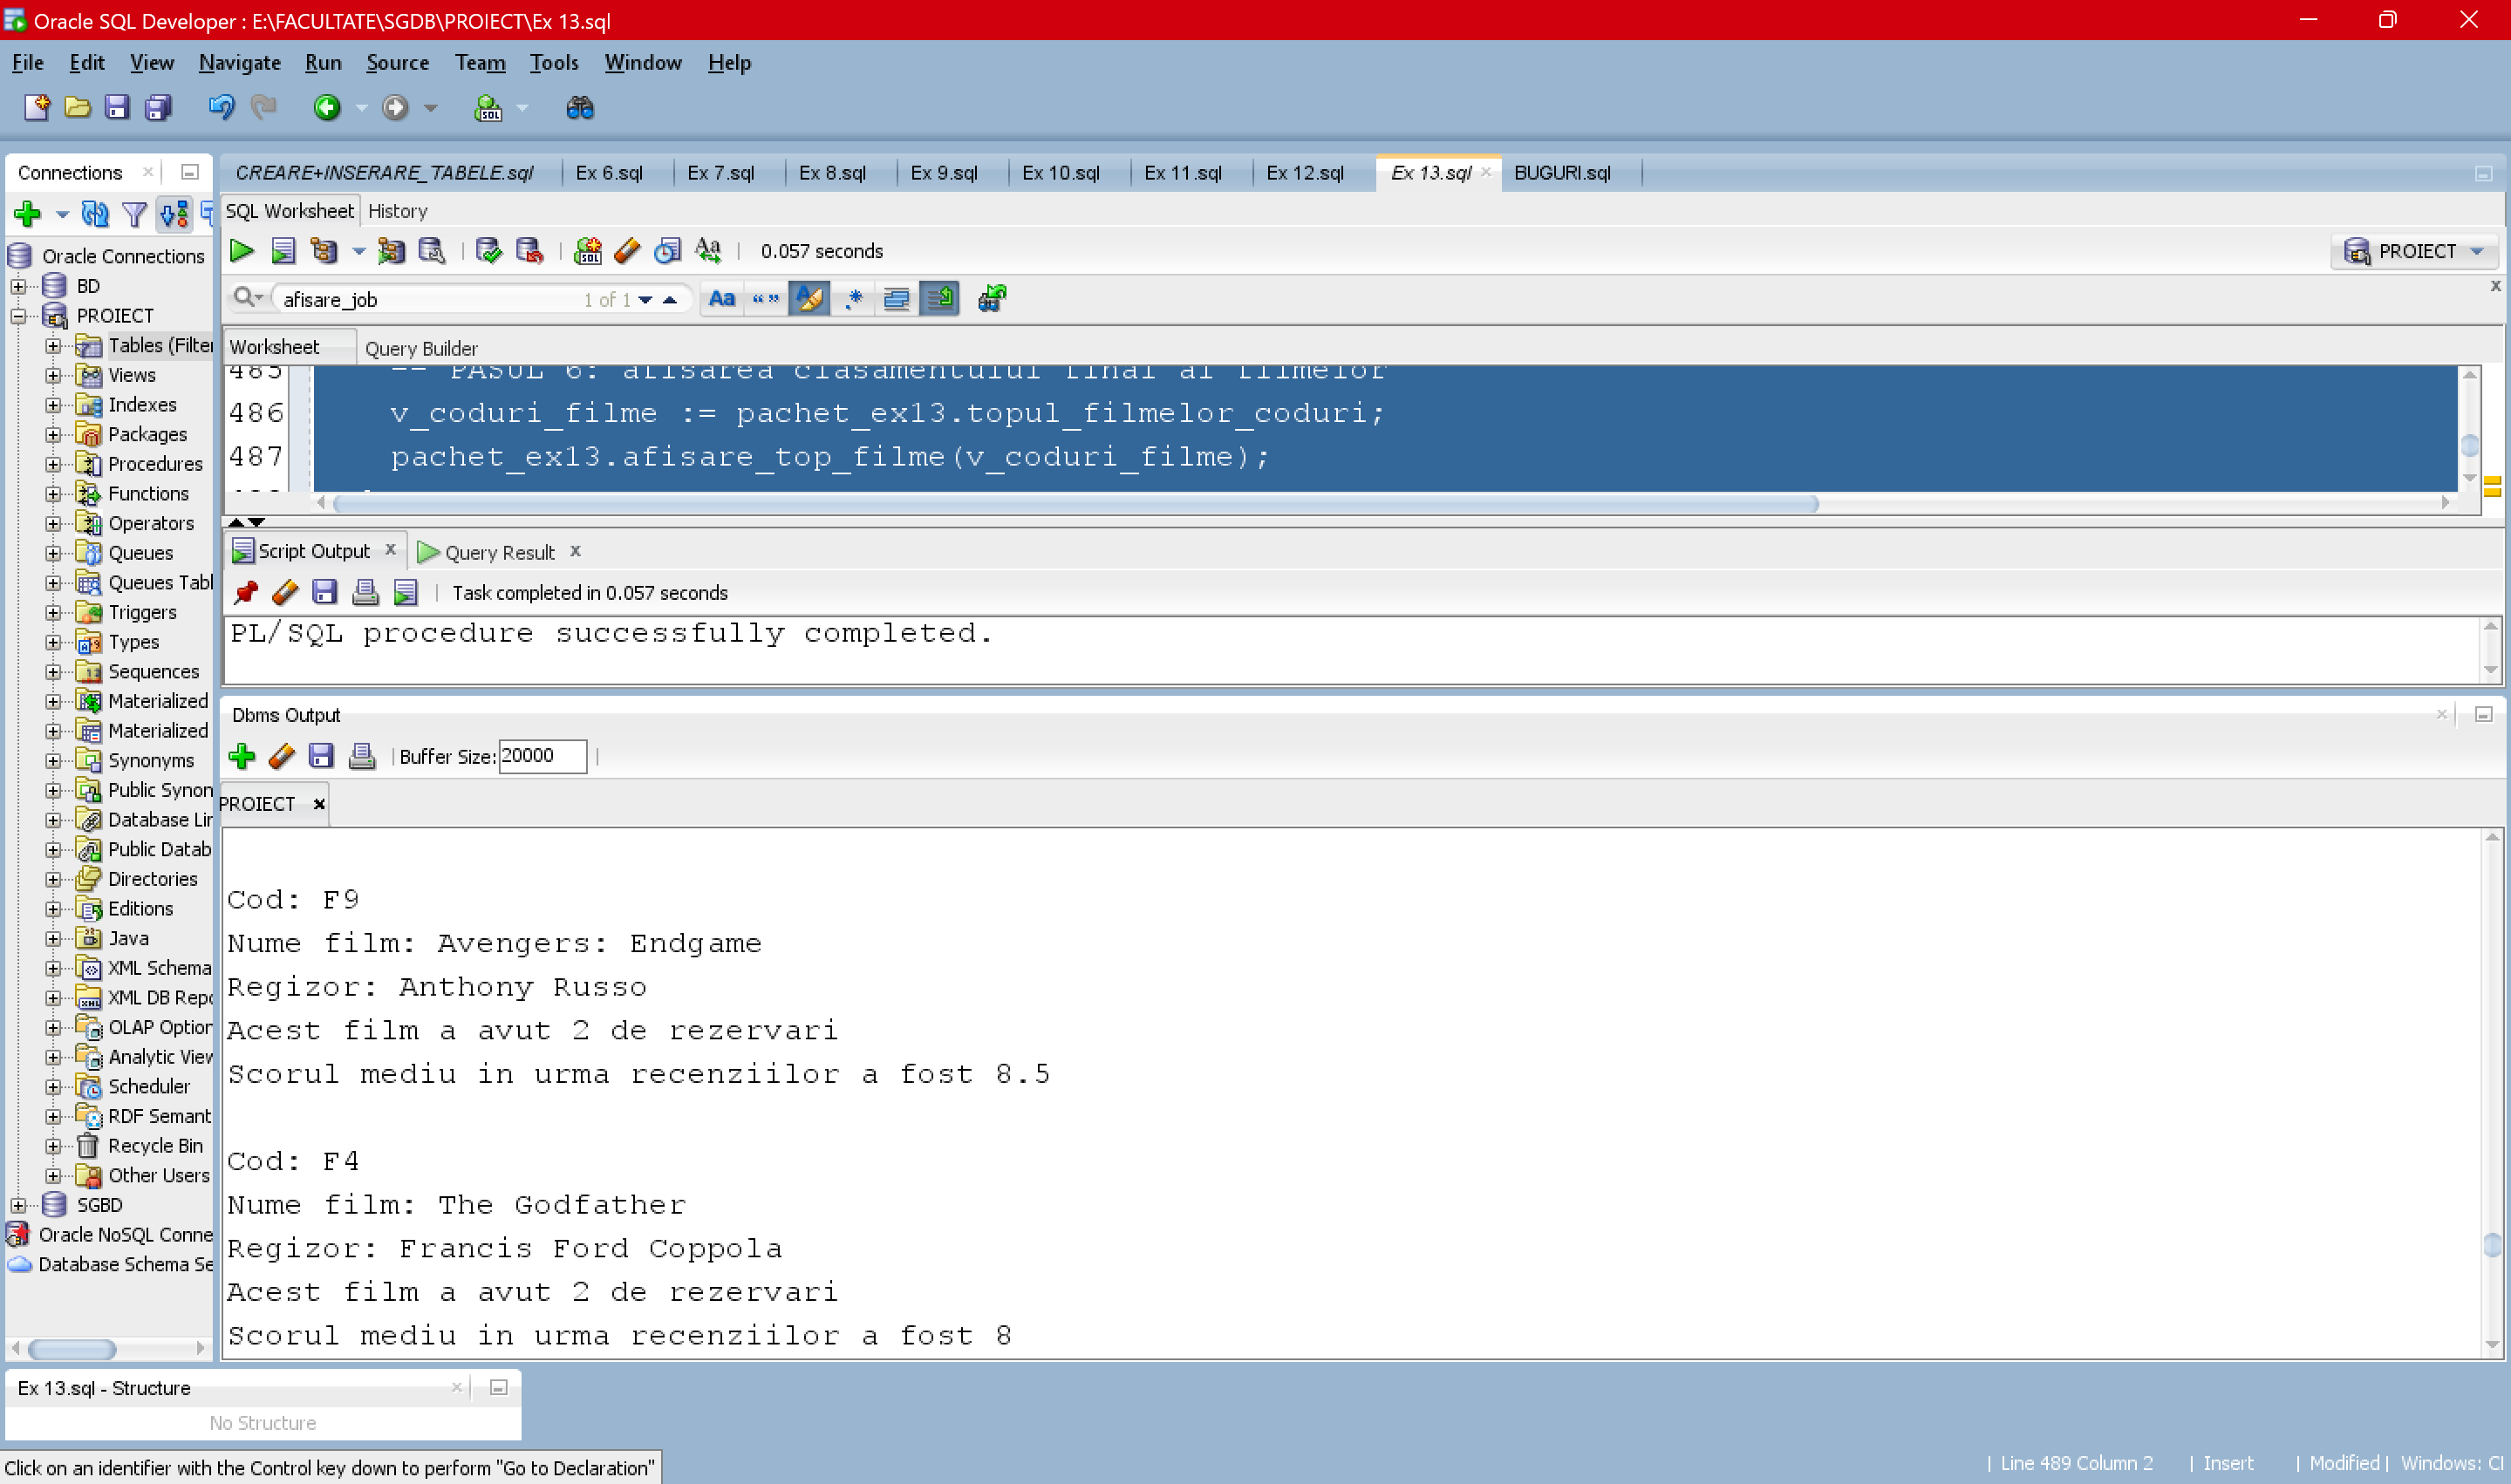 Oracle SQL Developer : E:\FACULTATE\SGDB\PROIECT\Ex 13.sql
File Edit View Navigate Run Source Team Tools Window Help
Connections
CREARE+INSERARE_TABELE.sql Ex 6.sql Ex 7.sql Ex 8.sql Ex 9.sql Ex 10.sql Ex 11.sql Ex 12.sql Ex 13.sql BUGURI.sql
SQL Worksheet History
0.057 seconds
PROIECT
afisare_job 1 of 1
Worksheet Query Builder
485 -- PASUL 6: afisarea clasamentului final al filmelor
486 v_coduri_filme := pachet_ex13.topul_filmelor_coduri;
487 pachet_ex13.afisare_top_filme(v_coduri_filme);
Script Output Query Result
Task completed in 0.057 seconds
PL/SQL procedure successfully completed.
Dbms Output
Buffer Size: 20000
PROIECT
Cod: F9
Nume film: Avengers: Endgame
Regizor: Anthony Russo
Acest film a avut 2 de rezervari
Scorul mediu in urma recenziilor a fost 8.5
Cod: F4
Nume film: The Godfather
Regizor: Francis Ford Coppola
Acest film a avut 2 de rezervari
Scorul mediu in urma recenziilor a fost 8
Oracle Connections
BD
PROIECT
Tables (Filter
Views
Indexes
Packages
Procedures
Functions
Operators
Queues
Queues Tabl
Triggers
Types
Sequences
Materialized
Materialized
Synonyms
Public Synon
Database Lin
Public Datab
Directories
Editions
Java
XML Schema
XML DB Repo
OLAP Option
Analytic View
Scheduler
RDF Semant
Recycle Bin
Other Users
SGBD
Oracle NoSQL Conne
Database Schema Se
Ex 13.sql - Structure
No Structure
Click on an identifier with the Control key down to perform "Go to Declaration"
Line 489 Column 2 Insert Modified Windows: Cl